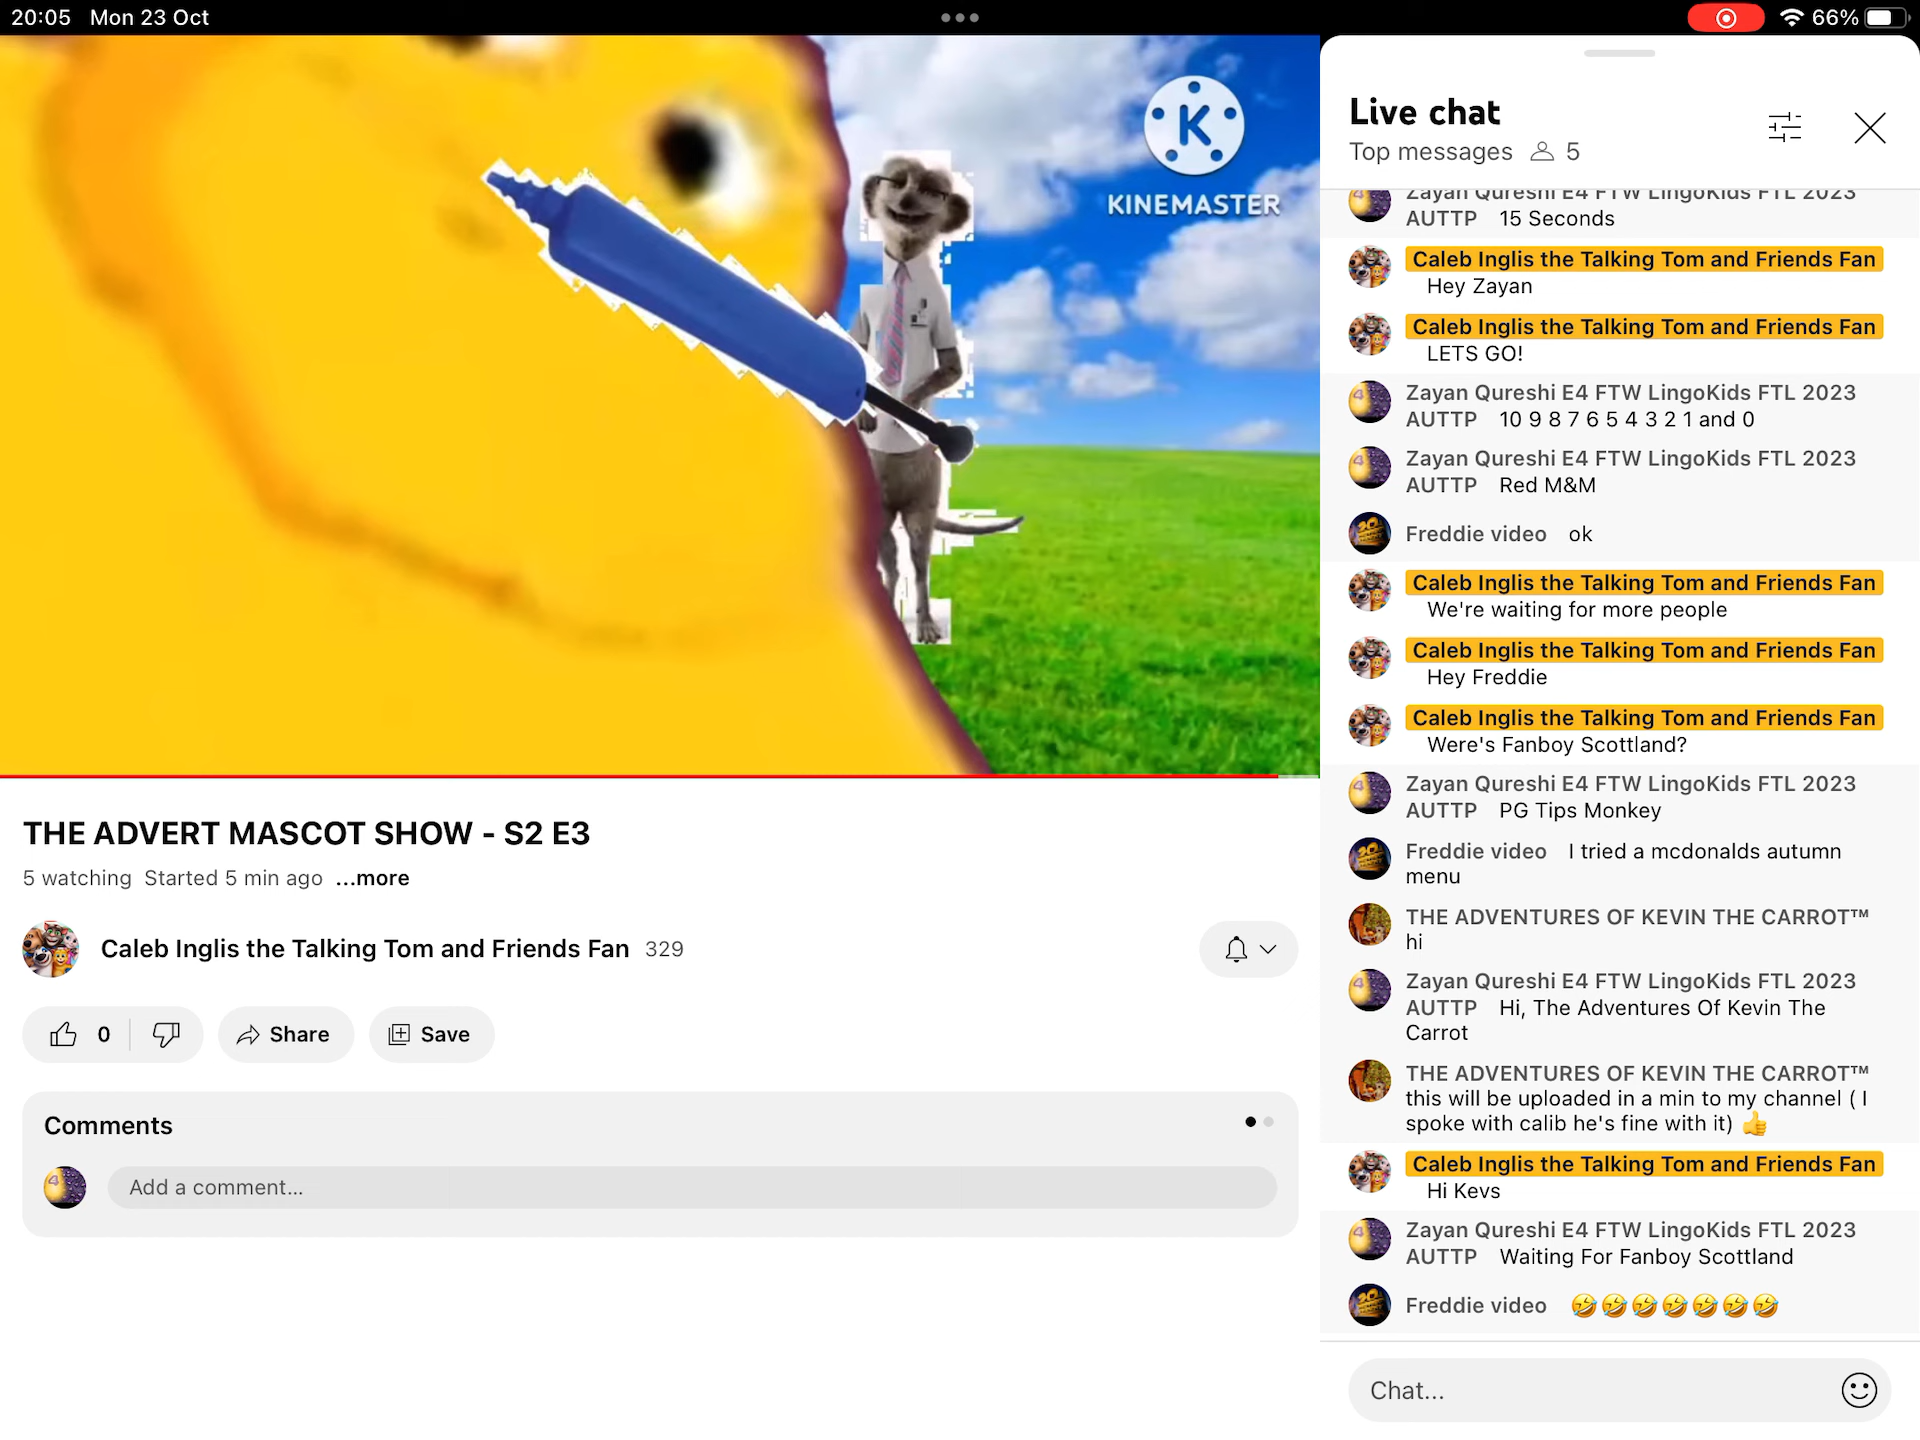 20:05 Mon 23 Oct
66%
K
KINEMASTER
THE ADVERT MASCOT SHOW - S2 E3
5 watching Started 5 min ago ...more
Caleb Inglis the Talking Tom and Friends Fan 329
0
Share
Save
Comments
4
Add a comment...
Live chat
Top messages 5
Zayan Qureshi E4 FTW LingoKids FTL 2023
AUTTP 15 Seconds
Caleb Inglis the Talking Tom and Friends Fan
Hey Zayan
Caleb Inglis the Talking Tom and Friends Fan
LETS GO!
Zayan Qureshi E4 FTW LingoKids FTL 2023
AUTTP 10 9 8 7 6 5 4 3 2 1 and 0
Zayan Qureshi E4 FTW LingoKids FTL 2023
AUTTP Red M&M
Freddie video ok
Caleb Inglis the Talking Tom and Friends Fan
We're waiting for more people
Caleb Inglis the Talking Tom and Friends Fan
Hey Freddie
Caleb Inglis the Talking Tom and Friends Fan
Were's Fanboy Scottland?
Zayan Qureshi E4 FTW LingoKids FTL 2023
AUTTP PG Tips Monkey
Freddie video I tried a mcdonalds autumn
menu
THE ADVENTURES OF KEVIN THE CARROT™
hi
Zayan Qureshi E4 FTW LingoKids FTL 2023
AUTTP Hi, The Adventures Of Kevin The
Carrot
THE ADVENTURES OF KEVIN THE CARROT™
this will be uploaded in a min to my channel ( I
spoke with calib he's fine with it) 👍
Caleb Inglis the Talking Tom and Friends Fan
Hi Kevs
Zayan Qureshi E4 FTW LingoKids FTL 2023
AUTTP Waiting For Fanboy Scottland
Freddie video 🤣🤣🤣🤣🤣🤣🤣
Chat...